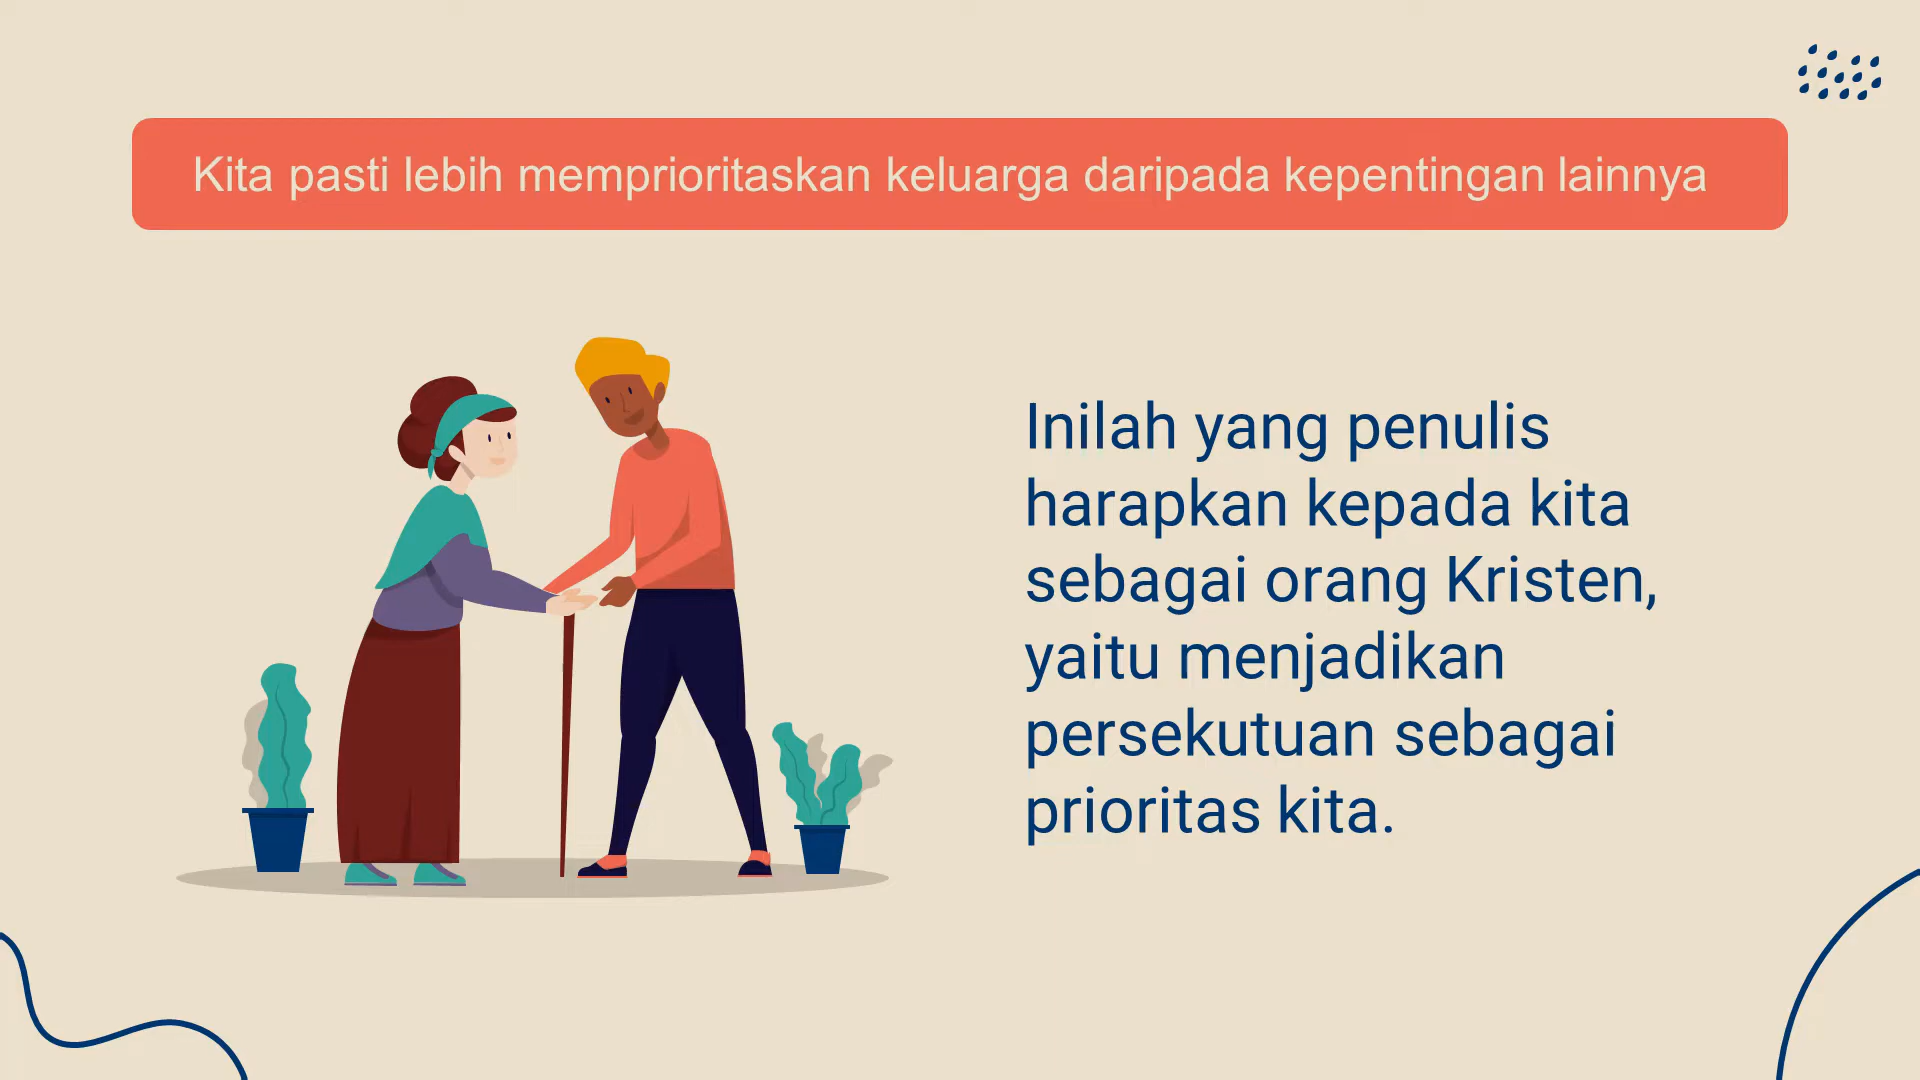 Kita pasti lebih memprioritaskan keluarga daripada kepentingan lainnya
Inilah yang penulis
harapkan kepada kita
sebagai orang Kristen,
yaitu menjadikan
persekutuan sebagai
prioritas kita.